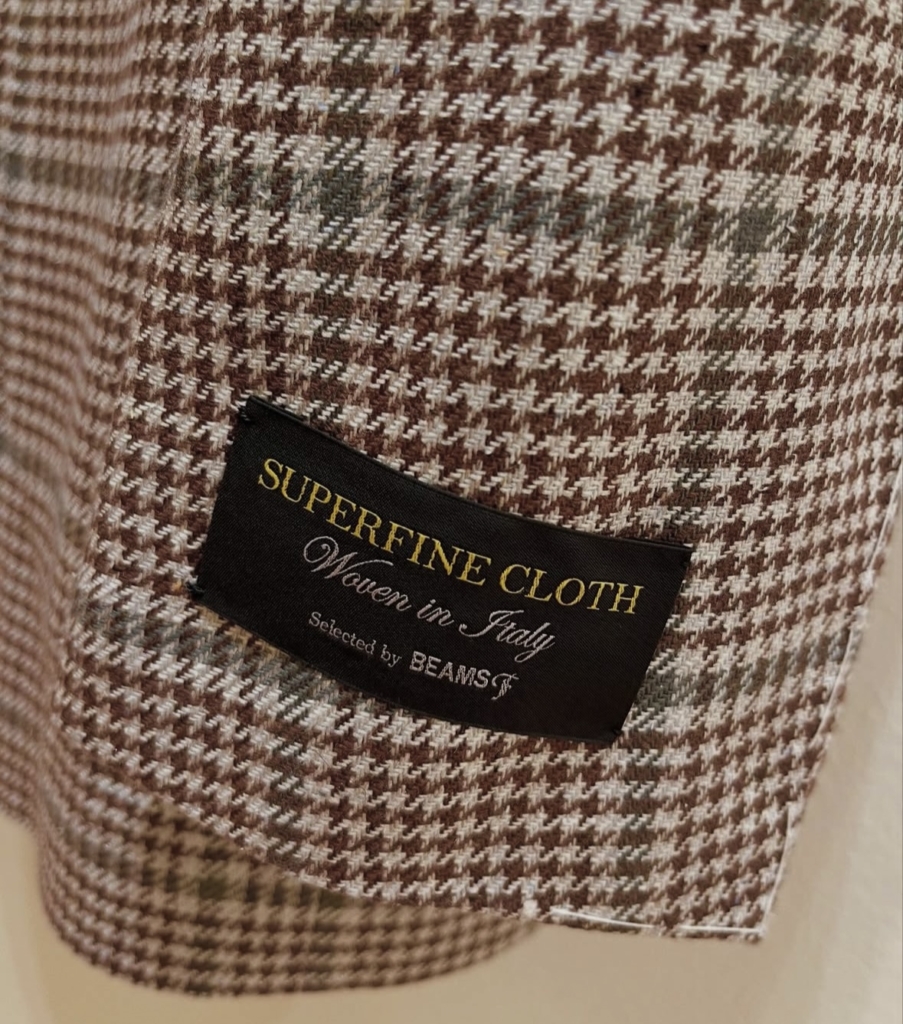 SUPERFINE CLOTH
Woven in Italy
Selected by BEAMS F